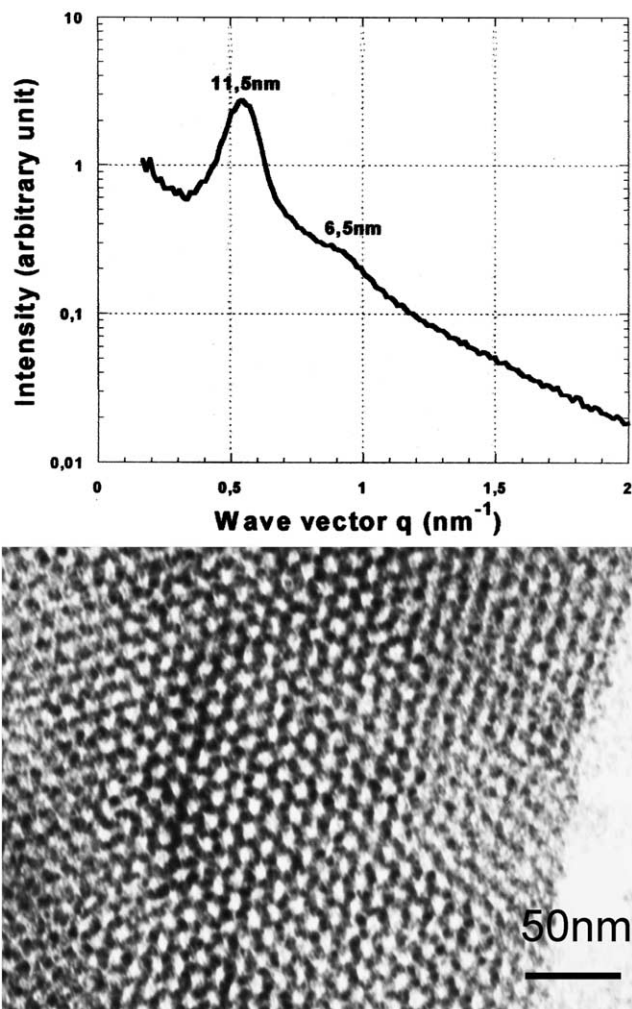 10
11,5nm
1
6,5nm
0,1
0,01
Intensity (arbitrary unit)
0 0,5 1 1,5 2
Wave vector q (nm⁻¹)
50nm